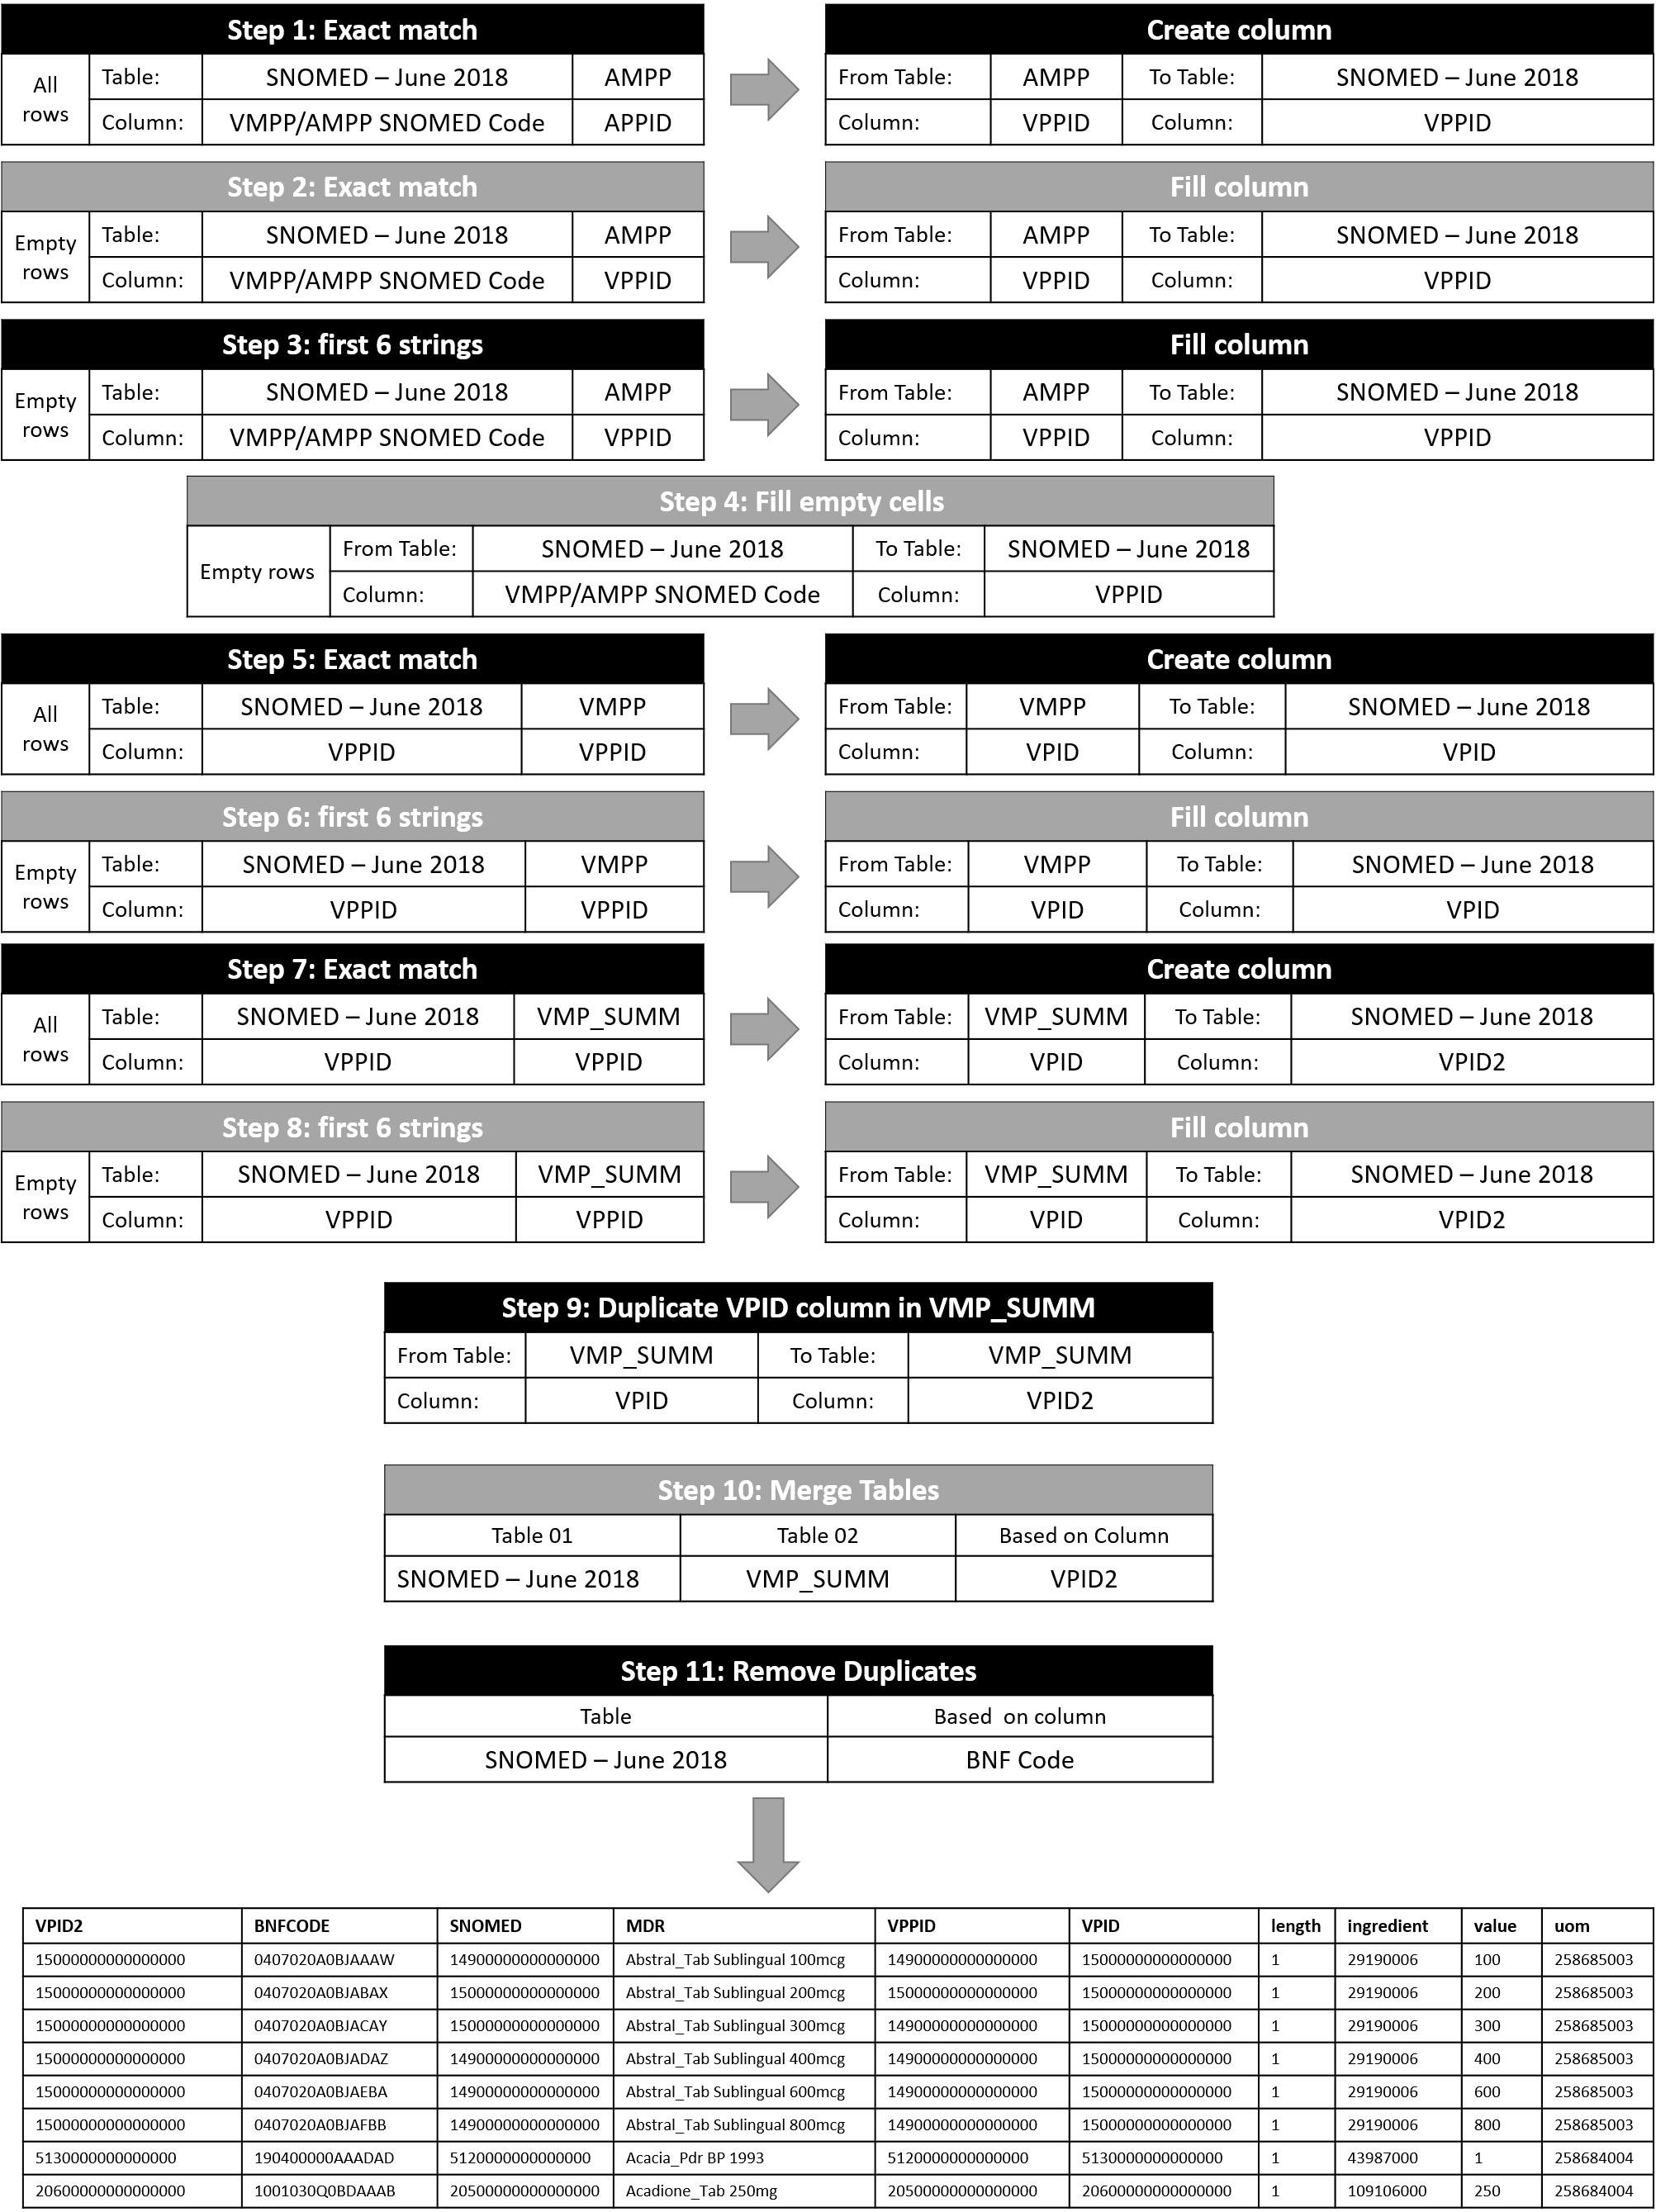 Step 1: Exact match
All rows
Table: SNOMED – June 2018 AMPP
Column: VMPP/AMPP SNOMED Code APPID
Create column
From Table: AMPP To Table: SNOMED – June 2018
Column: VPPID Column: VPPID
Step 2: Exact match
Empty rows
Table: SNOMED – June 2018 AMPP
Column: VMPP/AMPP SNOMED Code VPPID
Fill column
From Table: AMPP To Table: SNOMED – June 2018
Column: VPPID Column: VPPID
Step 3: first 6 strings
Empty rows
Table: SNOMED – June 2018 AMPP
Column: VMPP/AMPP SNOMED Code VPPID
Fill column
From Table: AMPP To Table: SNOMED – June 2018
Column: VPPID Column: VPPID
Step 4: Fill empty cells
Empty rows
From Table: SNOMED – June 2018 To Table: SNOMED – June 2018
Column: VMPP/AMPP SNOMED Code Column: VPPID
Step 5: Exact match
All rows
Table: SNOMED – June 2018 VMPP
Column: VPPID VPPID
Create column
From Table: VMPP To Table: SNOMED – June 2018
Column: VPID Column: VPID
Step 6: first 6 strings
Empty rows
Table: SNOMED – June 2018 VMPP
Column: VPPID VPPID
Fill column
From Table: VMPP To Table: SNOMED – June 2018
Column: VPID Column: VPID
Step 7: Exact match
All rows
Table: SNOMED – June 2018 VMP_SUMM
Column: VPPID VPPID
Create column
From Table: VMP_SUMM To Table: SNOMED – June 2018
Column: VPID Column: VPID2
Step 8: first 6 strings
Empty rows
Table: SNOMED – June 2018 VMP_SUMM
Column: VPPID VPPID
Fill column
From Table: VMP_SUMM To Table: SNOMED – June 2018
Column: VPID Column: VPID2
Step 9: Duplicate VPID column in VMP_SUMM
From Table: VMP_SUMM To Table: VMP_SUMM
Column: VPID Column: VPID2
Step 10: Merge Tables
Table 01 Table 02 Based on Column
SNOMED – June 2018 VMP_SUMM VPID2
Step 11: Remove Duplicates
Table Based on column
SNOMED – June 2018 BNF Code
VPID2 BNFCODE SNOMED MDR VPPID VPID length ingredient value uom
15000000000000000 0407020A0BJAAAW 14900000000000000 Abstral_Tab Sublingual 100mcg 14900000000000000 15000000000000000 1 29190006 100 258685003
15000000000000000 0407020A0BJABAX 15000000000000000 Abstral_Tab Sublingual 200mcg 15000000000000000 15000000000000000 1 29190006 200 258685003
15000000000000000 0407020A0BJACAY 15000000000000000 Abstral_Tab Sublingual 300mcg 14900000000000000 15000000000000000 1 29190006 300 258685003
15000000000000000 0407020A0BJADAZ 14900000000000000 Abstral_Tab Sublingual 400mcg 14900000000000000 15000000000000000 1 29190006 400 258685003
15000000000000000 0407020A0BJAEBA 14900000000000000 Abstral_Tab Sublingual 600mcg 14900000000000000 15000000000000000 1 29190006 600 258685003
15000000000000000 0407020A0BJAFBB 14900000000000000 Abstral_Tab Sublingual 800mcg 14900000000000000 15000000000000000 1 29190006 800 258685003
5130000000000000 190400000AAADAD 5120000000000000 Acacia_Pdr BP 1993 5120000000000000 5130000000000000 1 43987000 1 258684004
20600000000000000 1001030Q0BDAAAB 20500000000000000 Acadione_Tab 250mg 20500000000000000 20600000000000000 1 109106000 250 258684004